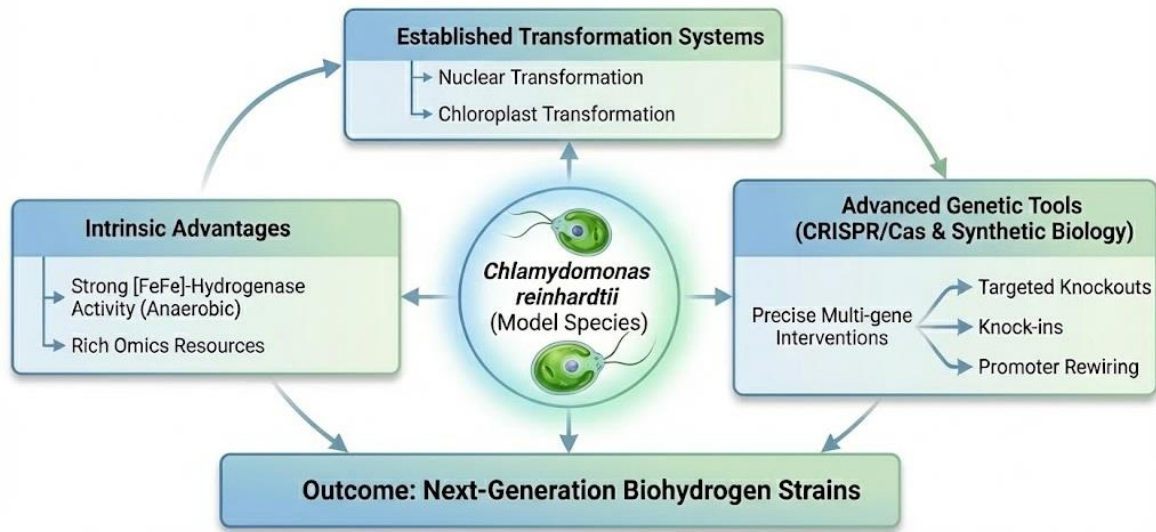 Established Transformation Systems
Nuclear Transformation
Chloroplast Transformation
Intrinsic Advantages
Strong [FeFe]-Hydrogenase
Activity (Anaerobic)
Rich Omics Resources
Chlamydomonas
reinhardtii
(Model Species)
Advanced Genetic Tools
(CRISPR/Cas & Synthetic Biology)
Precise Multi-gene
Interventions
Targeted Knockouts
Knock-ins
Promoter Rewiring
Outcome: Next-Generation Biohydrogen Strains